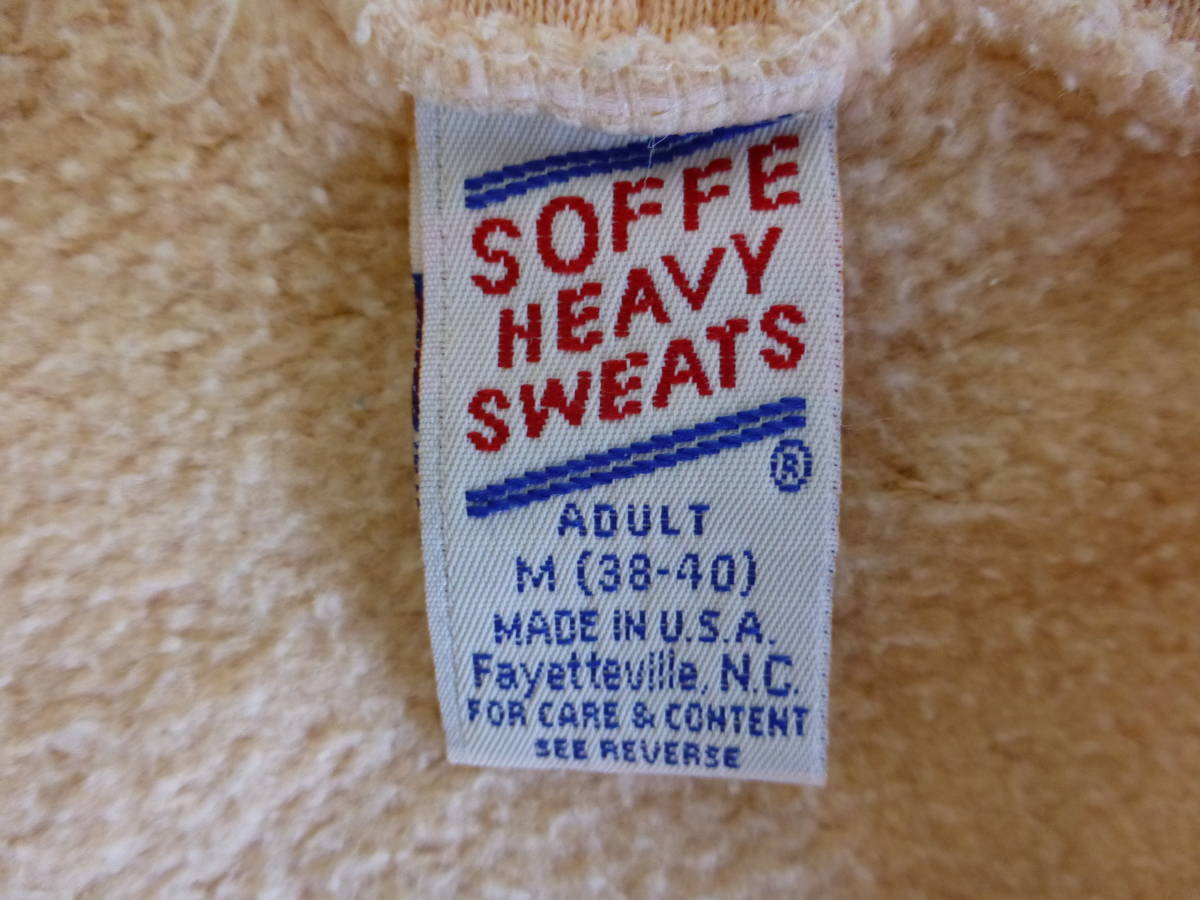 SOFFE
HEAVY
SWEATS
®
ADULT
M (38-40)
MADE IN U.S.A.
Fayetteville, N.C.
FOR CARE & CONTENT
SEE REVERSE